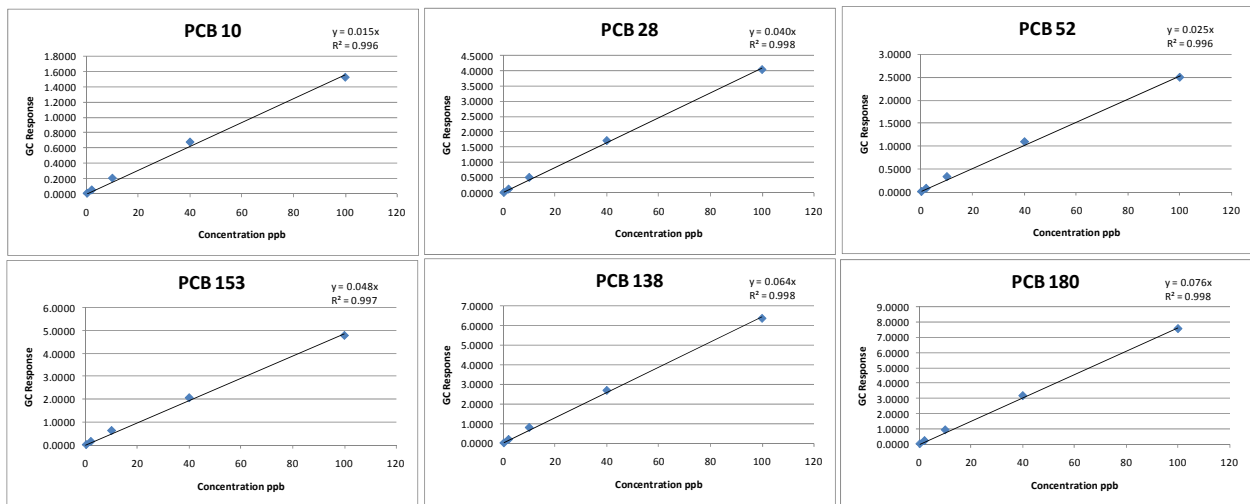 PCB 10
y = 0.015x
R² = 0.996
1.8000
1.6000
1.4000
1.2000
1.0000
0.8000
0.6000
0.4000
0.2000
0.0000
GC Response
0 20 40 60 80 100 120
Concentration ppb
PCB 28
y = 0.040x
R² = 0.998
4.5000
4.0000
3.5000
3.0000
2.5000
2.0000
1.5000
1.0000
0.5000
0.0000
GC Response
0 20 40 60 80 100 120
Concentration ppb
PCB 52
y = 0.025x
R² = 0.996
3.0000
2.5000
2.0000
1.5000
1.0000
0.5000
0.0000
GC Response
0 20 40 60 80 100 120
Concentration ppb
PCB 153
y = 0.048x
R² = 0.997
6.0000
5.0000
4.0000
3.0000
2.0000
1.0000
0.0000
GC Response
0 20 40 60 80 100 120
Concentration ppb
PCB 138
y = 0.064x
R² = 0.998
7.0000
6.0000
5.0000
4.0000
3.0000
2.0000
1.0000
0.0000
GC Response
0 20 40 60 80 100 120
Concentration ppb
PCB 180
y = 0.076x
R² = 0.998
9.0000
8.0000
7.0000
6.0000
5.0000
4.0000
3.0000
2.0000
1.0000
0.0000
GC Response
0 20 40 60 80 100 120
Concentration ppb